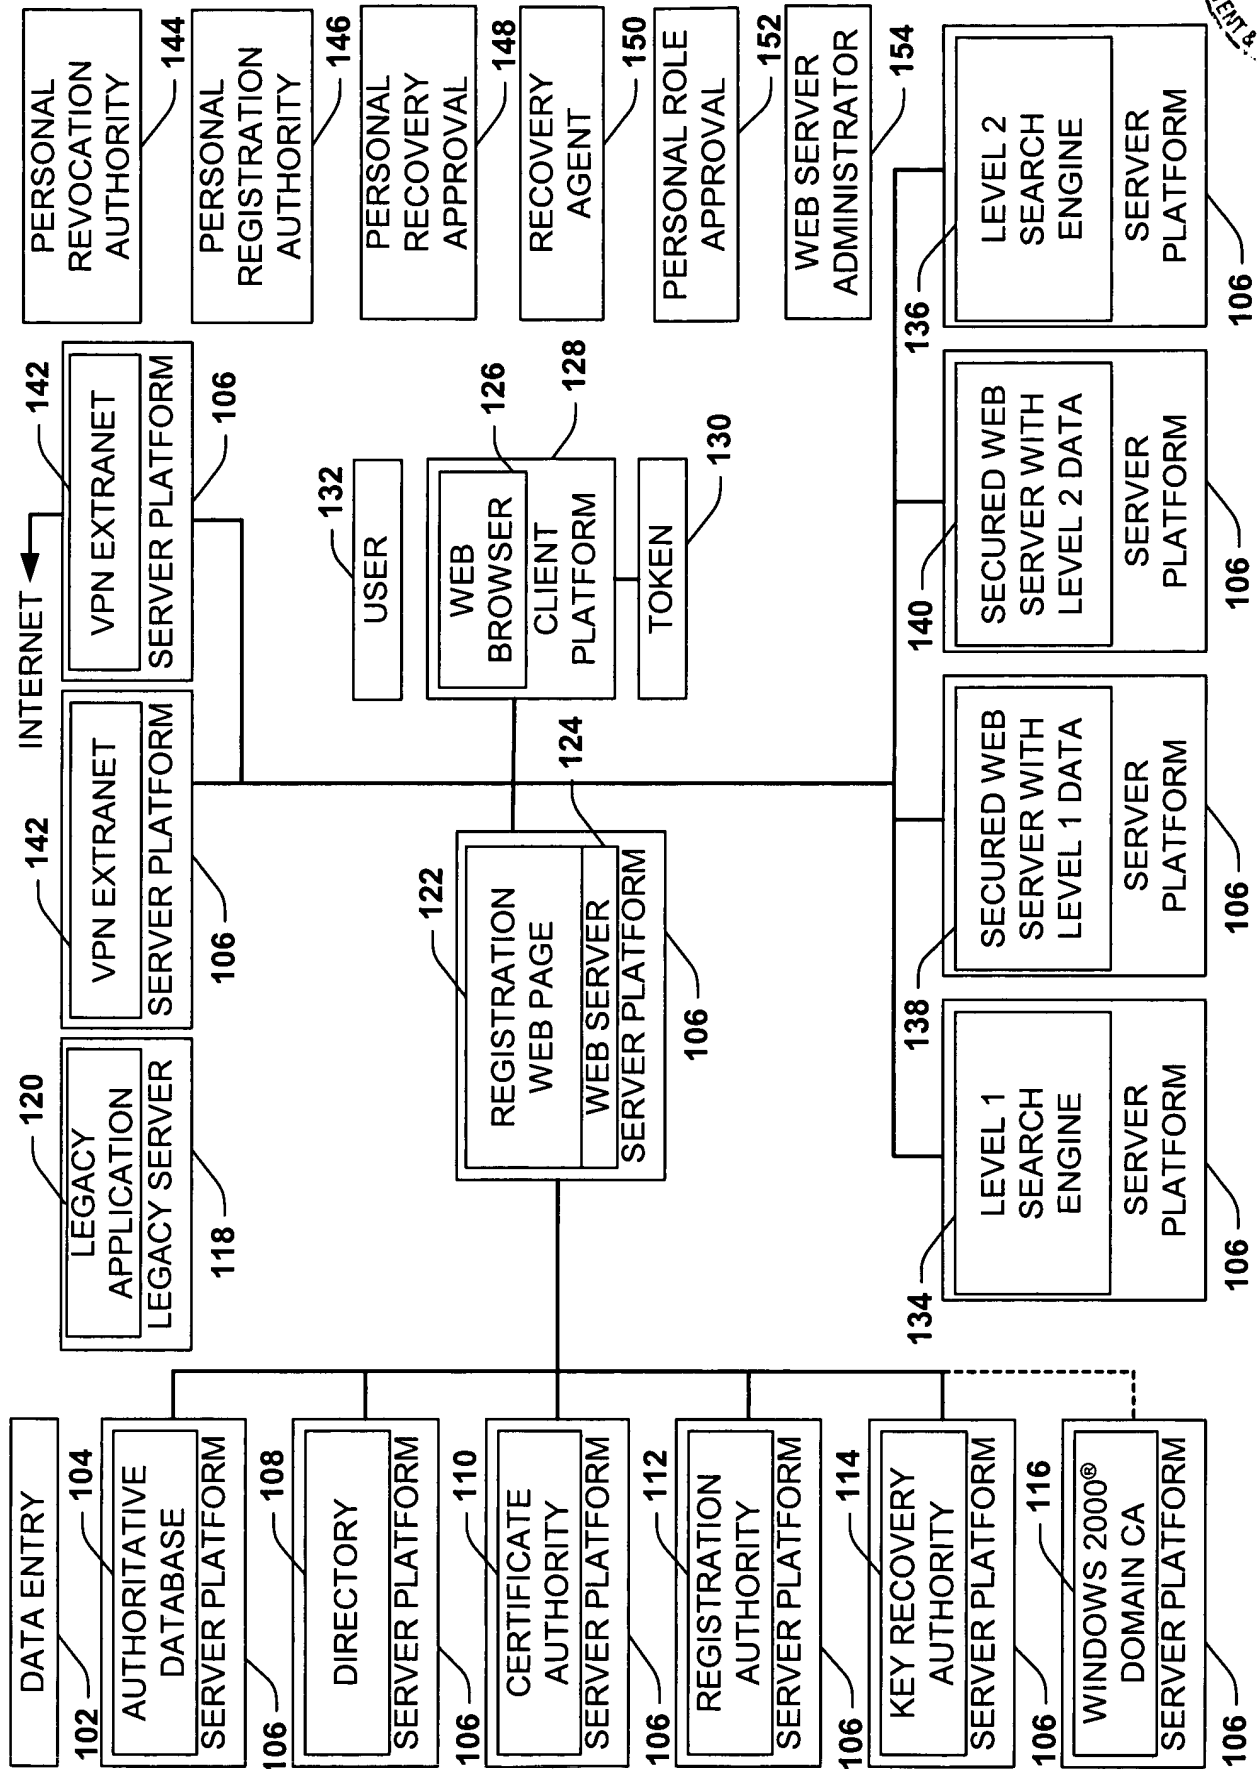 DATA ENTRY
102
AUTHORITATIVE
DATABASE
SERVER PLATFORM
104
106
DIRECTORY
SERVER PLATFORM
108
106
CERTIFICATE
AUTHORITY
SERVER PLATFORM
110
106
REGISTRATION
AUTHORITY
SERVER PLATFORM
112
106
KEY RECOVERY
AUTHORITY
SERVER PLATFORM
114
106
WINDOWS 2000®
DOMAIN CA
SERVER PLATFORM
116
106
120
LEGACY
APPLICATION
LEGACY SERVER
118
INTERNET
142
VPN EXTRANET
SERVER PLATFORM
106
142
VPN EXTRANET
SERVER PLATFORM
106
122
REGISTRATION
WEB PAGE
WEB SERVER
SERVER PLATFORM
124
106
132
USER
WEB
BROWSER
CLIENT
PLATFORM
126
128
TOKEN
130
134
LEVEL 1
SEARCH
ENGINE
SERVER
PLATFORM
106
138
SECURED WEB
SERVER WITH
LEVEL 1 DATA
SERVER
PLATFORM
106
140
SECURED WEB
SERVER WITH
LEVEL 2 DATA
SERVER
PLATFORM
106
136
LEVEL 2
SEARCH
ENGINE
SERVER
PLATFORM
106
PERSONAL
REVOCATION
AUTHORITY
144
PERSONAL
REGISTRATION
AUTHORITY
146
PERSONAL
RECOVERY
APPROVAL
148
RECOVERY
AGENT
150
PERSONAL ROLE
APPROVAL
152
WEB SERVER
ADMINISTRATOR
154